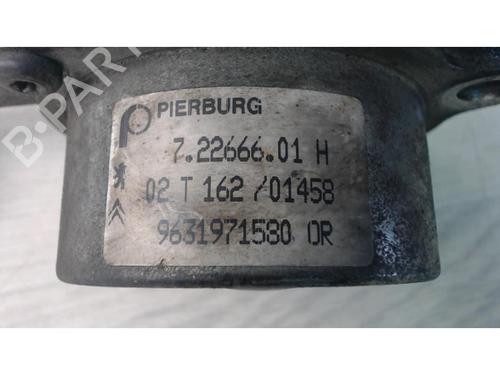 PIERBURG
7.22666.01 H
02 T 162 /01458
9631971580 OR
B-PARTS